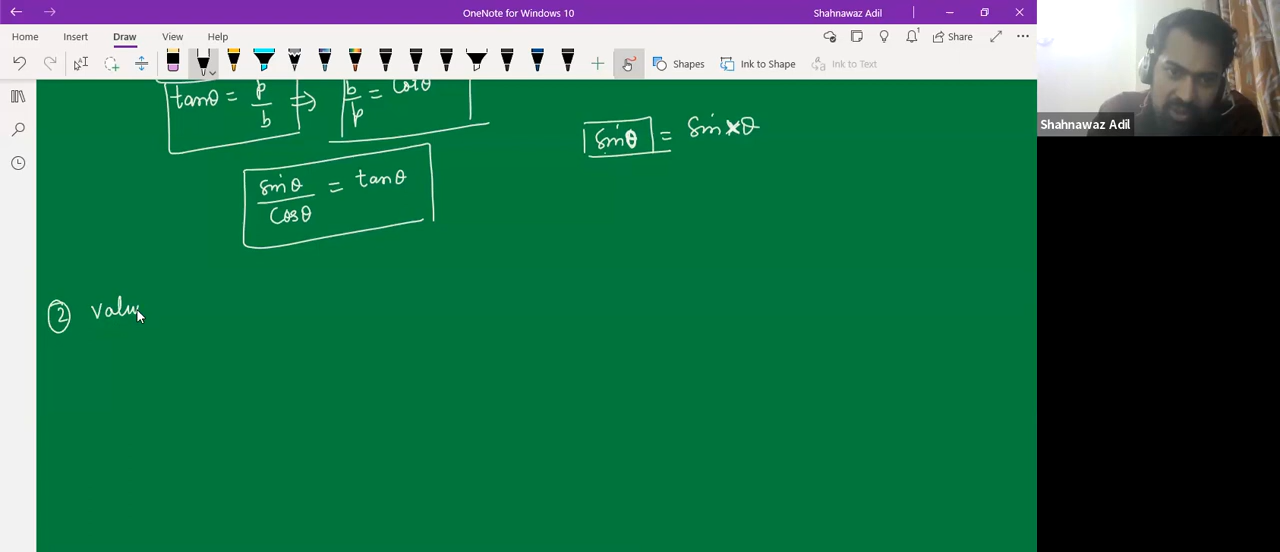 OneNote for Windows 10
Shahnawaz Adil
Home Insert Draw View Help
Share
Shapes
Ink to Shape
Ink to Text
Shahnawaz Adil
tanθ = p/b ⇒ b/p = cotθ
sinθ = sin×θ
sinθ/cosθ = tanθ
② Valu